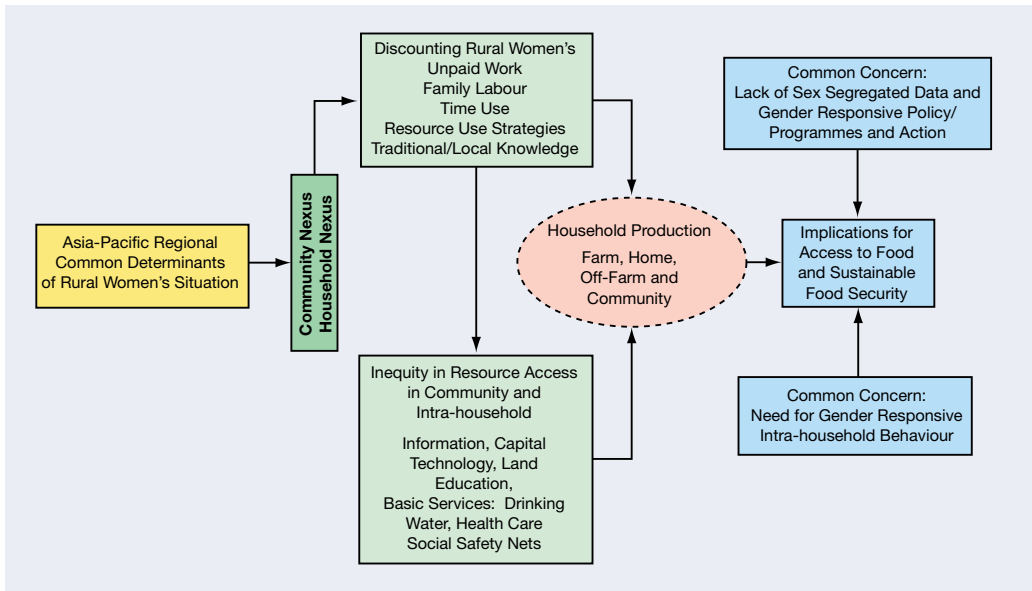 Asia-Pacific Regional
Common Determinants
of Rural Women's Situation
Community Nexus
Household Nexus
Discounting Rural Women's
Unpaid Work
Family Labour
Time Use
Resource Use Strategies
Traditional/Local Knowledge
Inequity in Resource Access
in Community and
Intra-household
Information, Capital
Technology, Land
Education,
Basic Services: Drinking
Water, Health Care
Social Safety Nets
Household Production
Farm, Home,
Off-Farm and
Community
Common Concern:
Lack of Sex Segregated Data and
Gender Responsive Policy/
Programmes and Action
Implications for
Access to Food
and Sustainable
Food Security
Common Concern:
Need for Gender Responsive
Intra-household Behaviour